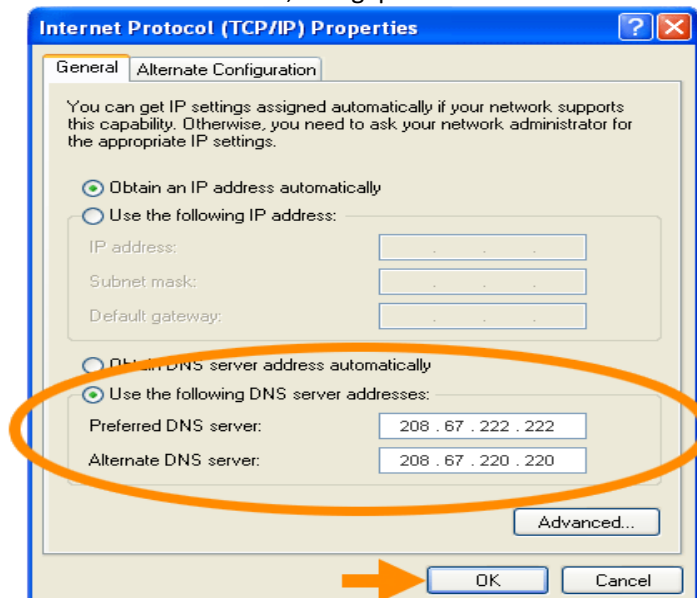 Internet Protocol (TCP/IP) Properties
General Alternate Configuration
You can get IP settings assigned automatically if your network supports
this capability. Otherwise, you need to ask your network administrator for
the appropriate IP settings.
Obtain an IP address automatically
Use the following IP address:
IP address:
Subnet mask:
Default gateway:
Obtain DNS server address automatically
Use the following DNS server addresses:
Preferred DNS server: 208 . 67 . 222 . 222
Alternate DNS server: 208 . 67 . 220 . 220
Advanced...
OK Cancel